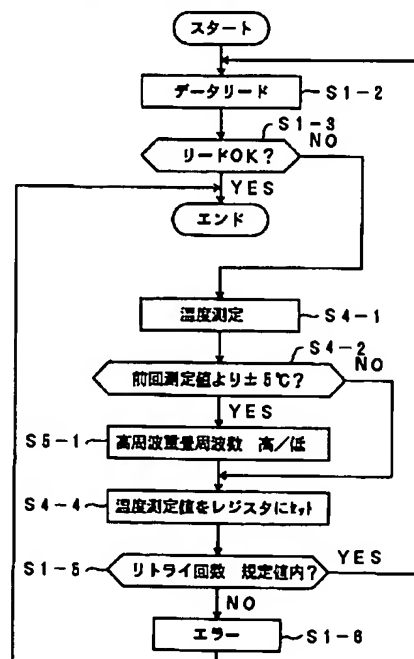 スタート
データリード S1-2
S1-3
リードOK? NO
YES
エンド
温度測定 S4-1
S4-2
前回測定値より±5℃? NO
YES
S5-1 高周波重畳周波数 高/低
S4-4 温度測定値をレジスタにセット
S1-5 リトライ回数 規定値内? YES
NO
エラー S1-6